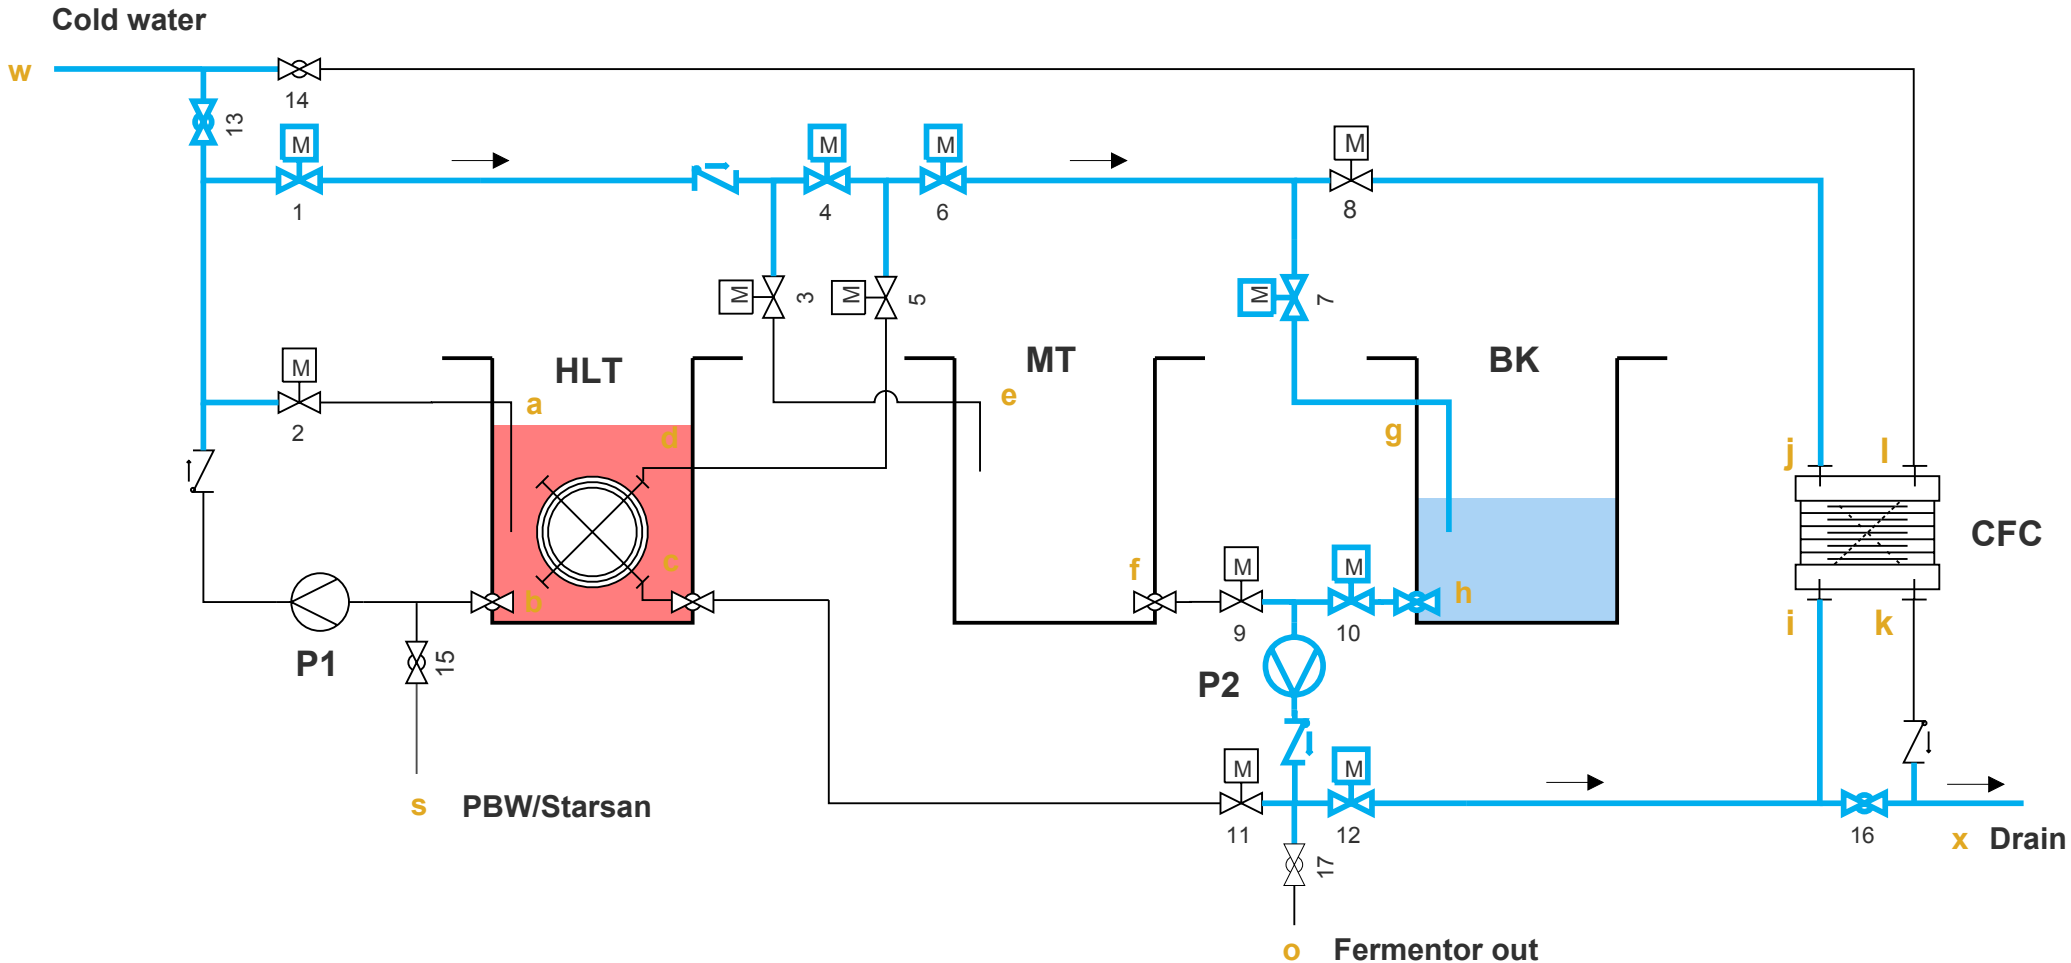 Cold water
w
14
13
M
M
M
M
1
4
6
8
M
3
M
5
M
7
M
HLT
MT
BK
a
e
d
g
2
j
l
c
CFC
f
M
M
b
h
i
k
9
10
P1
15
P2
M
M
s
PBW/Starsan
11
12
16
x
Drain
17
o
Fermentor out